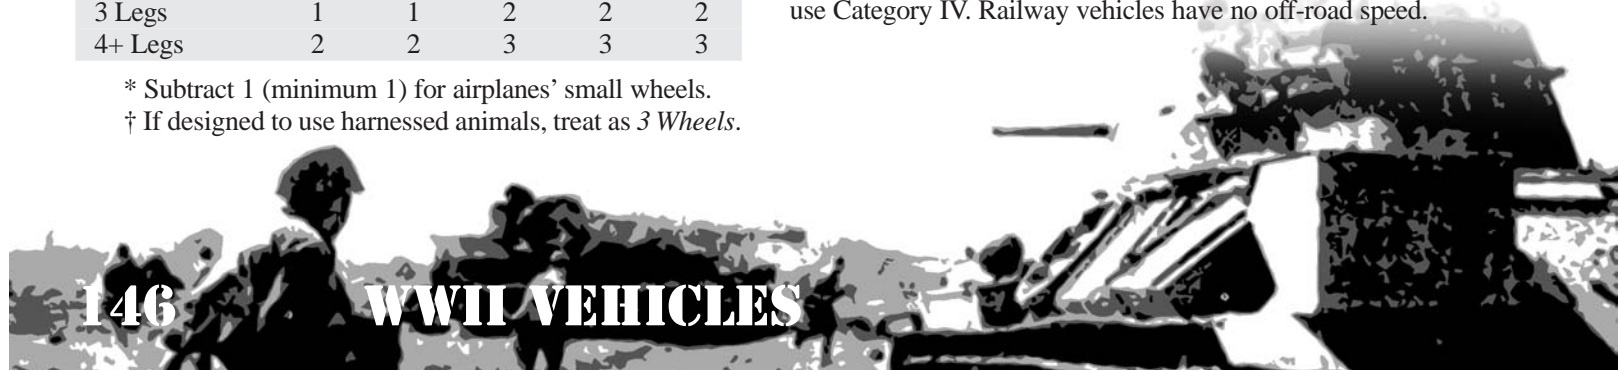 3 Legs 1 1 2 2 2
4+ Legs 2 2 3 3 3
* Subtract 1 (minimum 1) for airplanes’ small wheels.
† If designed to use harnessed animals, treat as 3 Wheels.
use Category IV. Railway vehicles have no off-road speed.
146 WWII VEHICLES